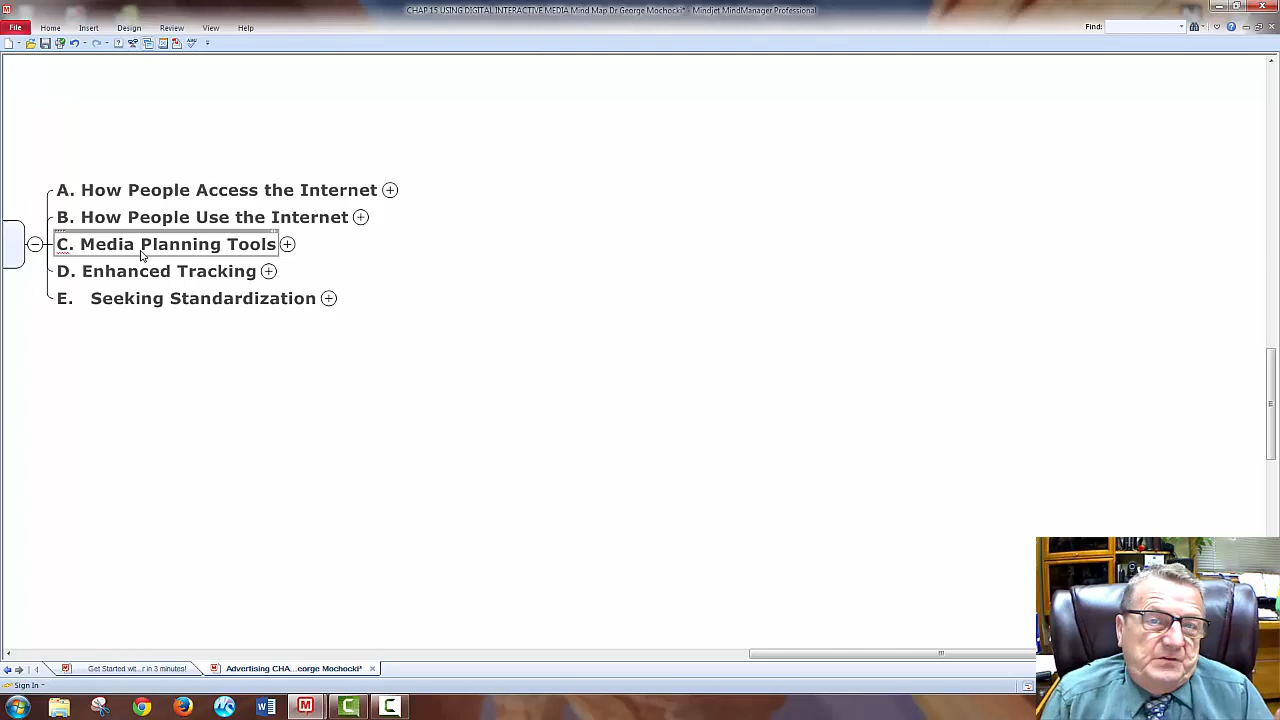 CHAP 15 USING DIGITAL INTERACTIVE MEDIA Mind Map Dr George Mochocki* - Mindjet MindManager Professional
File Home Insert Design Review View Help Find:
A. How People Access the Internet
B. How People Use the Internet
C. Media Planning Tools
D. Enhanced Tracking
E. Seeking Standardization
Get Started wit...r in 3 minutes! Advertising CHA...eorge Mochocki*
Sign In